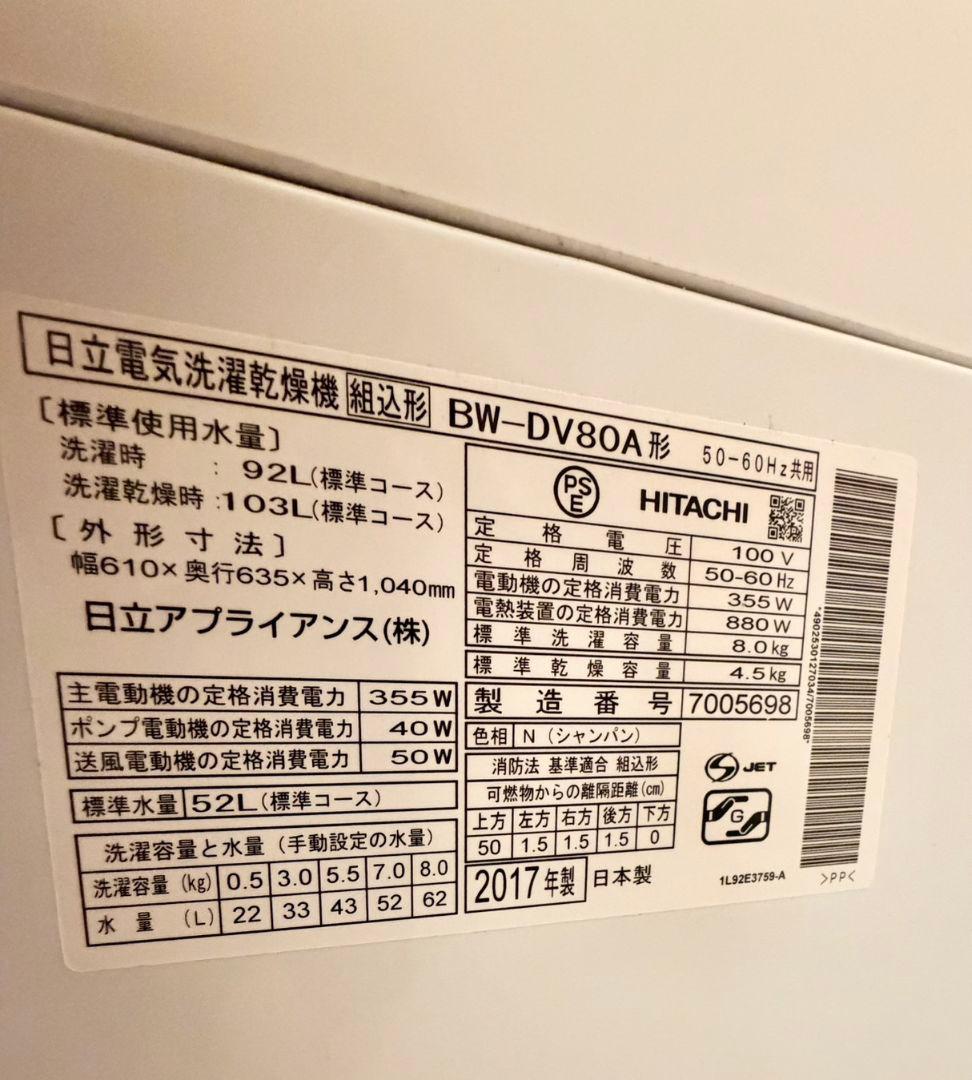 日立電気洗濯乾燥機 組込形 BW-DV80A形 50-60Hz共用
〔標準使用水量〕
洗濯時 : 92L(標準コース)
洗濯乾燥時 : 103L(標準コース)
〔外形寸法〕
幅610×奥行635×高さ1,040mm
日立アプライアンス(株)
主電動機の定格消費電力 355W
ポンプ電動機の定格消費電力 40W
送風電動機の定格消費電力 50W
標準水量 52L(標準コース)
洗濯容量と水量(手動設定の水量)
洗濯容量(kg) 0.5 3.0 5.5 7.0 8.0
水量(L) 22 33 43 52 62
PSE HITACHI
定格電圧 100V
定格周波数 50-60Hz
電動機の定格消費電力 355W
電熱装置の定格消費電力 880W
標準洗濯容量 8.0kg
標準乾燥容量 4.5kg
製造番号 7005698
色相 N(シャンパン)
消防法 基準適合 組込形
可燃物からの離隔距離(cm)
上方 左方 右方 後方 下方
50 1.5 1.5 1.5 0
2017年製 日本製
S JET
G
1L92E3759-A
>PP<
*4902530127034/7005698*